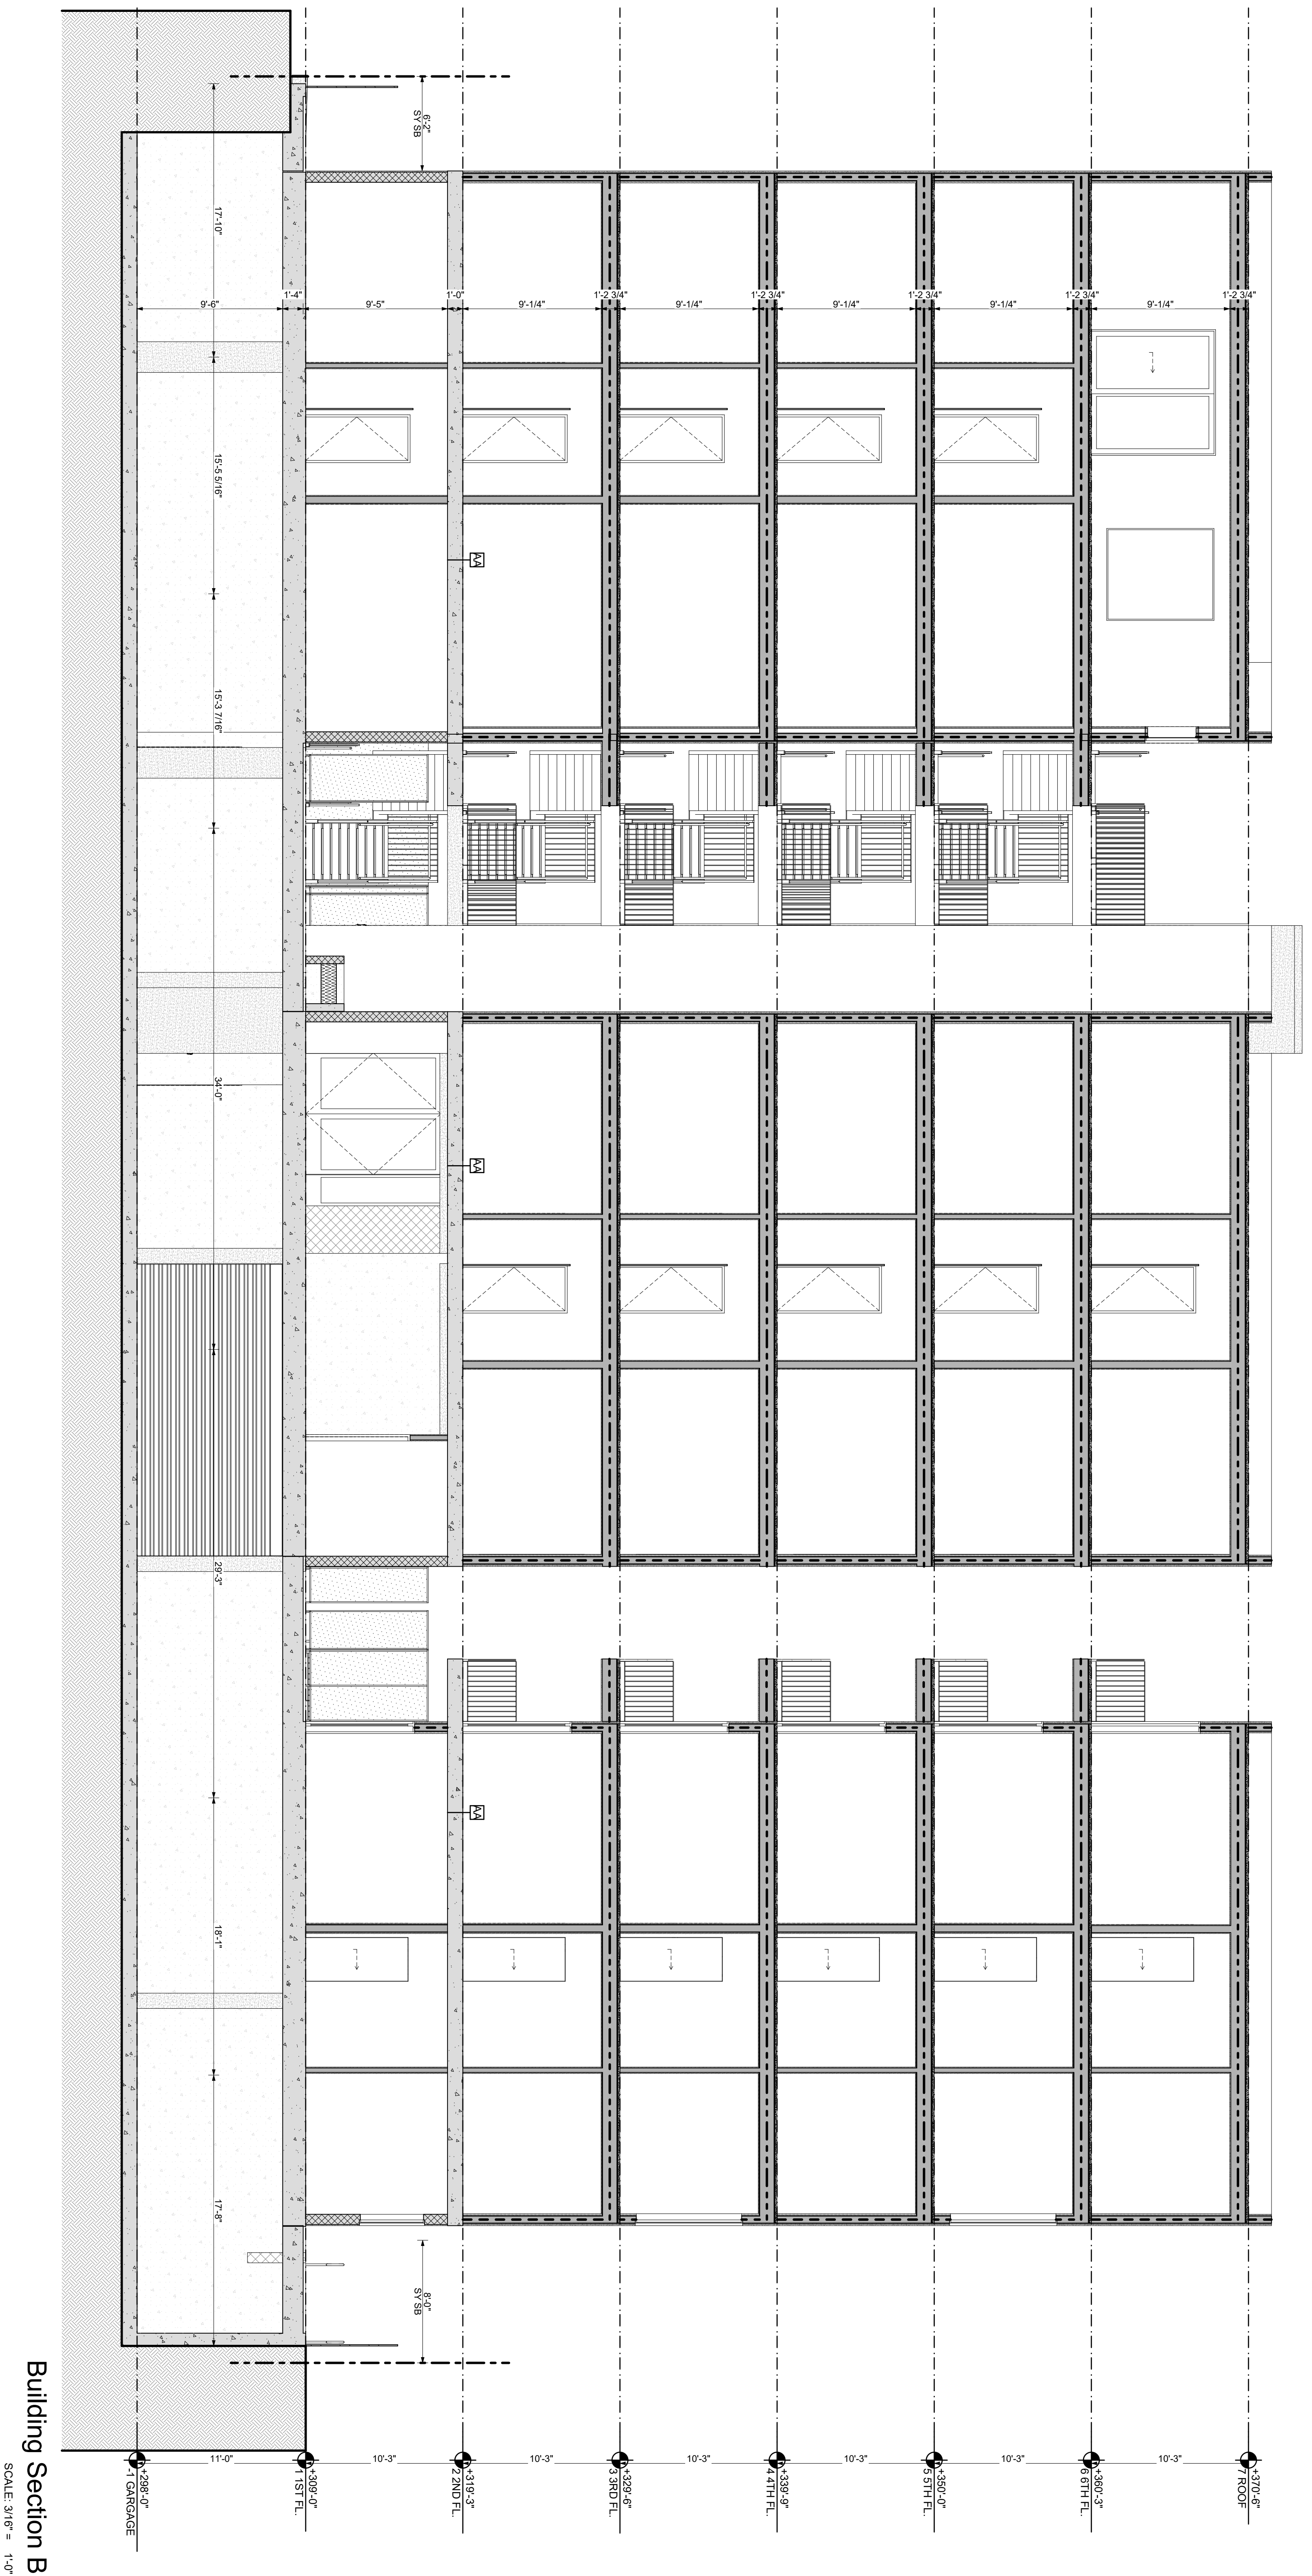 +370'-6"
7 ROOF
10'-3"
+360'-3"
6 6TH FL.
10'-3"
+350'-0"
5 5TH FL.
10'-3"
+339'-9"
4 4TH FL.
10'-3"
+329'-6"
3 3RD FL.
10'-3"
+319'-3"
2 2ND FL.
10'-3"
+309'-0"
1 1ST FL.
11'-0"
+298'-0"
-1 GARGAGE
1'-2 3/4"
9'-1/4"
1'-2 3/4"
9'-1/4"
1'-2 3/4"
9'-1/4"
1'-2 3/4"
9'-1/4"
1'-2 3/4"
9'-1/4"
1'-0"
9'-5"
1'-4"
9'-6"
6'-2"
SY SB
8'-0"
SY SB
AA
AA
AA
17'-10"
15'-5 5/16"
15'-3 7/16"
34'-0"
29'-3"
18'-1"
17'-8"
Building Section B
SCALE: 3/16" = 1'-0"